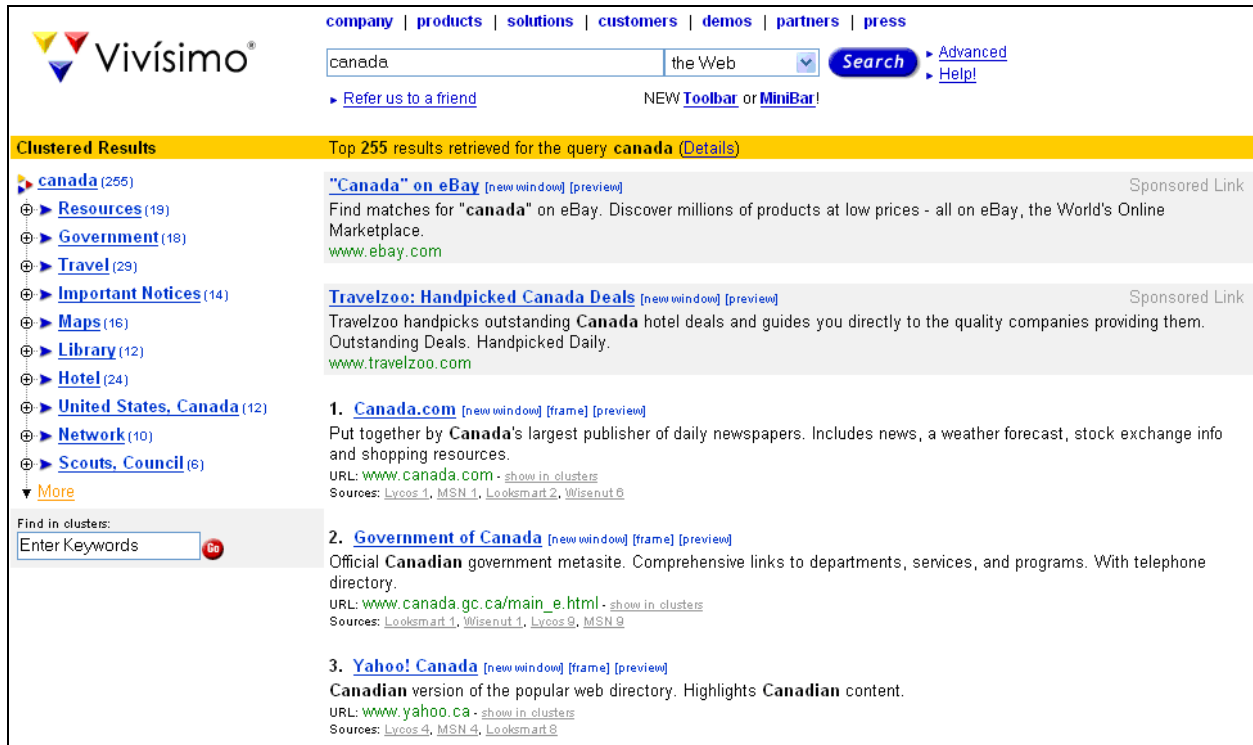 company | products | solutions | customers | demos | partners | press
Vivísimo®
canada
the Web
Search
Advanced
Help!
Refer us to a friend
NEW Toolbar or MiniBar!
Clustered Results
Top 255 results retrieved for the query canada (Details)
canada (255)
Resources (19)
Government (18)
Travel (29)
Important Notices (14)
Maps (16)
Library (12)
Hotel (24)
United States, Canada (12)
Network (10)
Scouts, Council (6)
More
Find in clusters:
Enter Keywords
Go
"Canada" on eBay [new window] [preview] Sponsored Link
Find matches for "canada" on eBay. Discover millions of products at low prices - all on eBay, the World's Online
Marketplace.
www.ebay.com
Travelzoo: Handpicked Canada Deals [new window] [preview] Sponsored Link
Travelzoo handpicks outstanding Canada hotel deals and guides you directly to the quality companies providing them.
Outstanding Deals. Handpicked Daily.
www.travelzoo.com
1. Canada.com [new window] [frame] [preview]
Put together by Canada's largest publisher of daily newspapers. Includes news, a weather forecast, stock exchange info
and shopping resources.
URL: www.canada.com - show in clusters
Sources: Lycos 1, MSN 1, Looksmart 2, Wisenut 6
2. Government of Canada [new window] [frame] [preview]
Official Canadian government metasite. Comprehensive links to departments, services, and programs. With telephone
directory.
URL: www.canada.gc.ca/main_e.html - show in clusters
Sources: Looksmart 1, Wisenut 1, Lycos 9, MSN 9
3. Yahoo! Canada [new window] [frame] [preview]
Canadian version of the popular web directory. Highlights Canadian content.
URL: www.yahoo.ca - show in clusters
Sources: Lycos 4, MSN 4, Looksmart 8